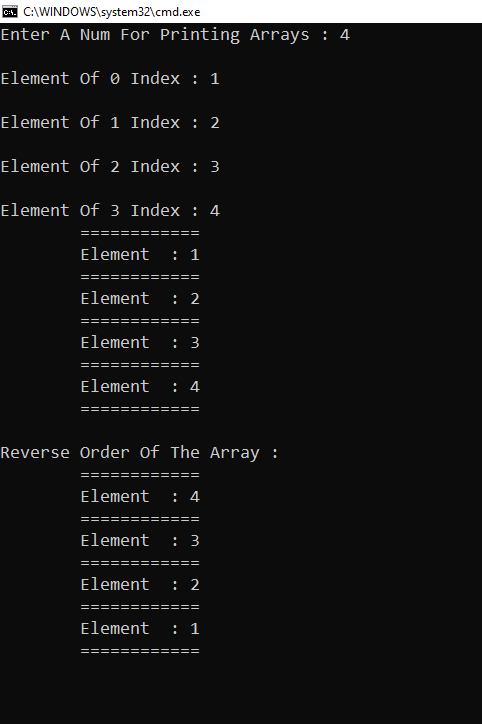 C:\WINDOWS\system32\cmd.exe
Enter A Num For Printing Arrays : 4
Element Of 0 Index : 1
Element Of 1 Index : 2
Element Of 2 Index : 3
Element Of 3 Index : 4
============
Element  : 1
============
Element  : 2
============
Element  : 3
============
Element  : 4
============
Reverse Order Of The Array :
============
Element  : 4
============
Element  : 3
============
Element  : 2
============
Element  : 1
============